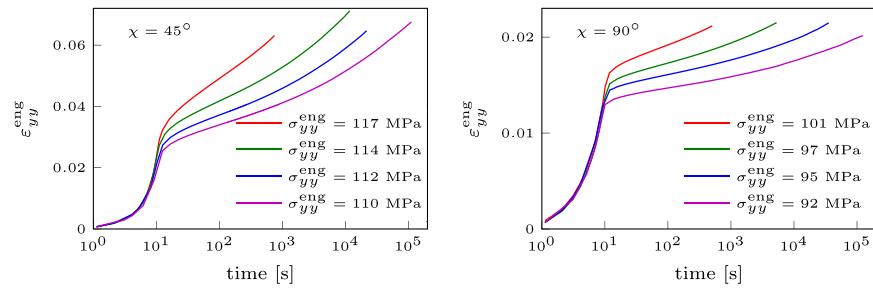 χ = 45°
0.06
0.04
0.02
0
ε_yy^eng
σ_yy^eng = 117 MPa
σ_yy^eng = 114 MPa
σ_yy^eng = 112 MPa
σ_yy^eng = 110 MPa
10^0 10^1 10^2 10^3 10^4 10^5
time [s]
χ = 90°
0.02
0.01
0
ε_yy^eng
σ_yy^eng = 101 MPa
σ_yy^eng = 97 MPa
σ_yy^eng = 95 MPa
σ_yy^eng = 92 MPa
10^0 10^1 10^2 10^3 10^4 10^5
time [s]